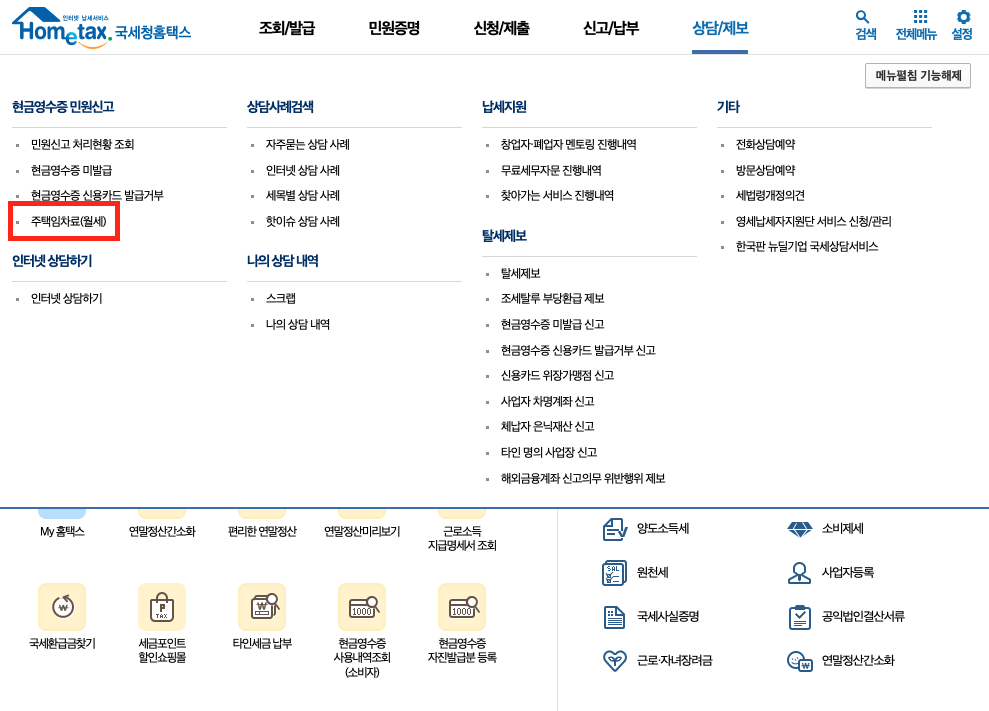 인터넷 납세서비스
Hometax. 국세청홈택스
조회/발급
민원증명
신청/제출
신고/납부
상담/제보
검색
전체메뉴
설정
메뉴펼침 기능해제
현금영수증 민원신고
민원신고 처리현황 조회
현금영수증 미발급
현금영수증 신용카드 발급거부
주택임차료(월세)
인터넷 상담하기
인터넷 상담하기
상담사례검색
자주묻는 상담 사례
인터넷 상담 사례
세목별 상담 사례
핫이슈 상담 사례
나의 상담 내역
스크랩
나의 상담 내역
납세지원
창업자·폐업자 멘토링 진행내역
무료세무자문 진행내역
찾아가는 서비스 진행내역
탈세제보
탈세제보
조세탈루 부당환급 제보
현금영수증 미발급 신고
현금영수증 신용카드 발급거부 신고
신용카드 위장가맹점 신고
사업자 차명계좌 신고
체납자 은닉재산 신고
타인 명의 사업장 신고
해외금융계좌 신고의무 위반행위 제보
기타
전화상담예약
방문상담예약
세법령개정의견
영세납세자지원단 서비스 신청/관리
한국판 뉴딜기업 국세상담서비스
My 홈택스
연말정산간소화
편리한 연말정산
연말정산미리보기
근로소득
지급명세서 조회
국세환급금찾기
P
TAX
세금포인트
할인쇼핑몰
타인세금 납부
1000
현금영수증
사용내역조회
(소비자)
1000
현금영수증
자진발급분 등록
양도소득세
소비제세
SAL
원천세
사업자등록
국세사실증명
공익법인결산서류
근로·자녀장려금
연말정산간소화